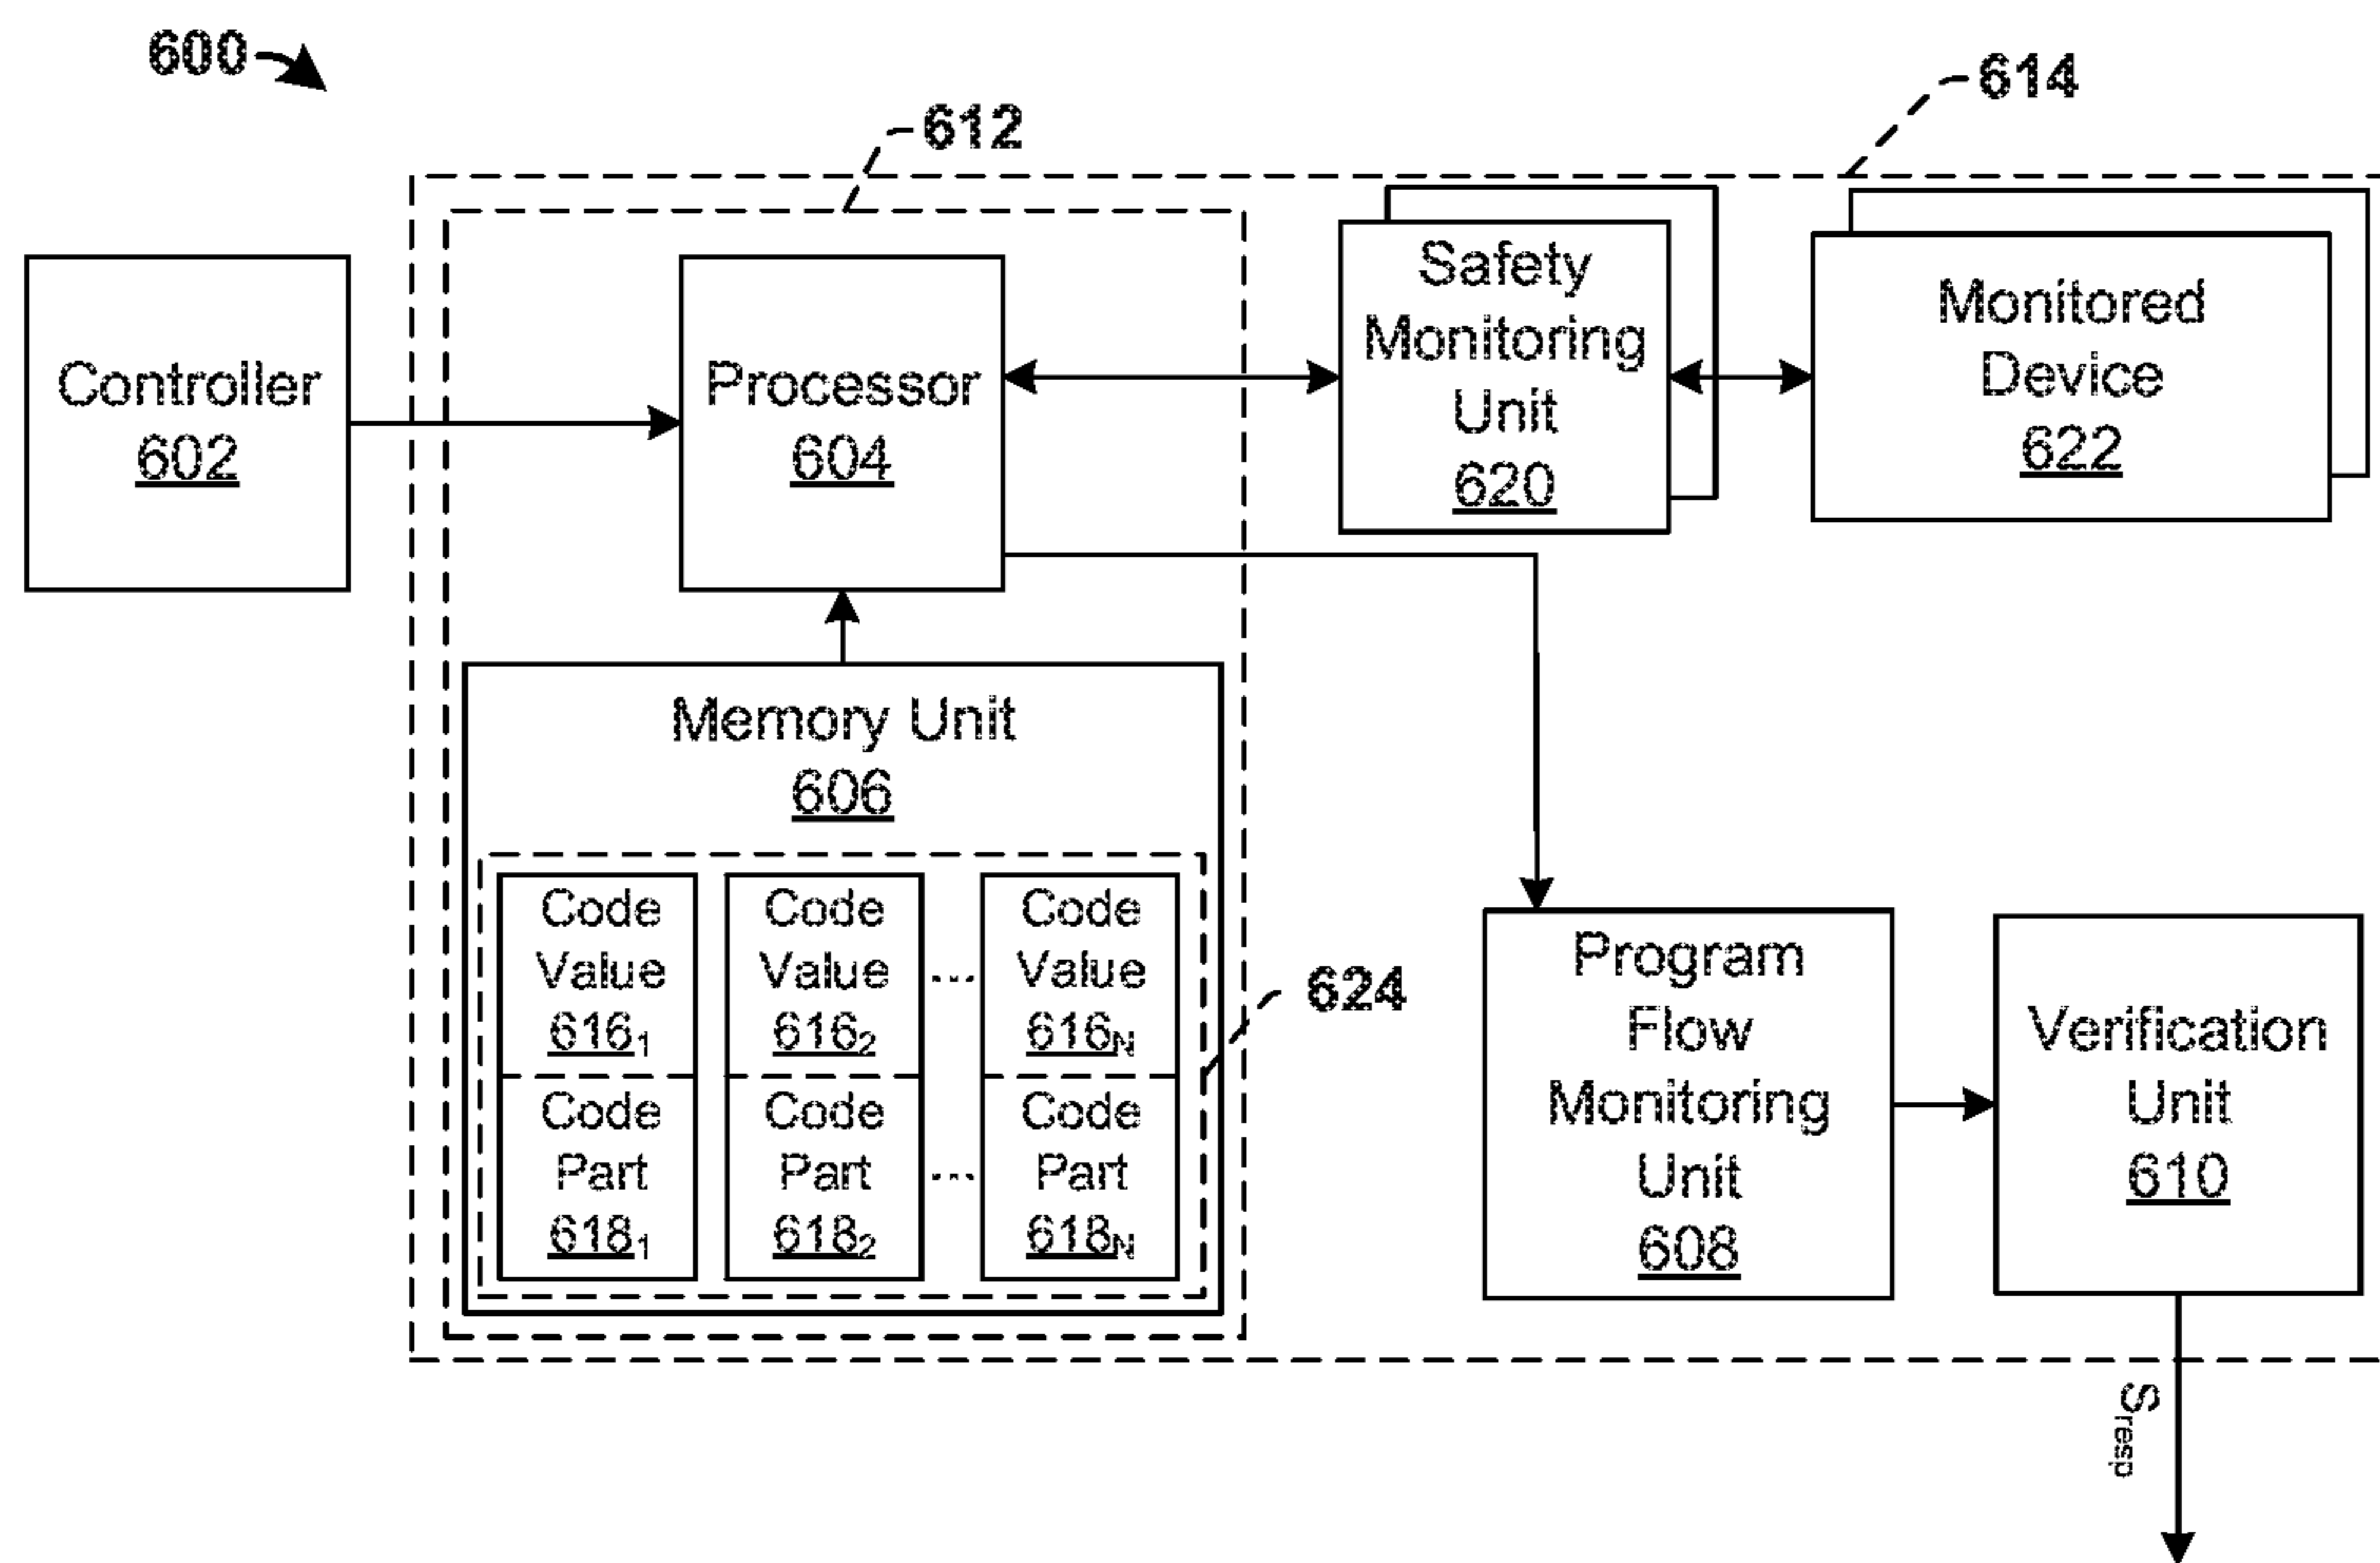 600
612
614
Controller
602
Processor
604
Safety
Monitoring
Unit
620
Monitored
Device
622
Memory Unit
606
Code
Value
616₁
Code
Value
616₂
...
Code
Value
616N
Code
Part
618₁
Code
Part
618₂
...
Code
Part
618N
624
Program
Flow
Monitoring
Unit
608
Verification
Unit
610
Sresp